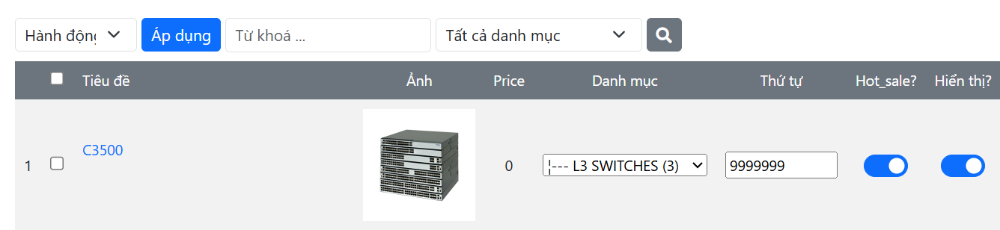 Hành động Áp dụng Từ khoá ... Tất cả danh mục
Tiêu đề Ảnh Price Danh mục Thứ tự Hot_sale? Hiển thị?
1 C3500 0 ¦--- L3 SWITCHES (3) 9999999